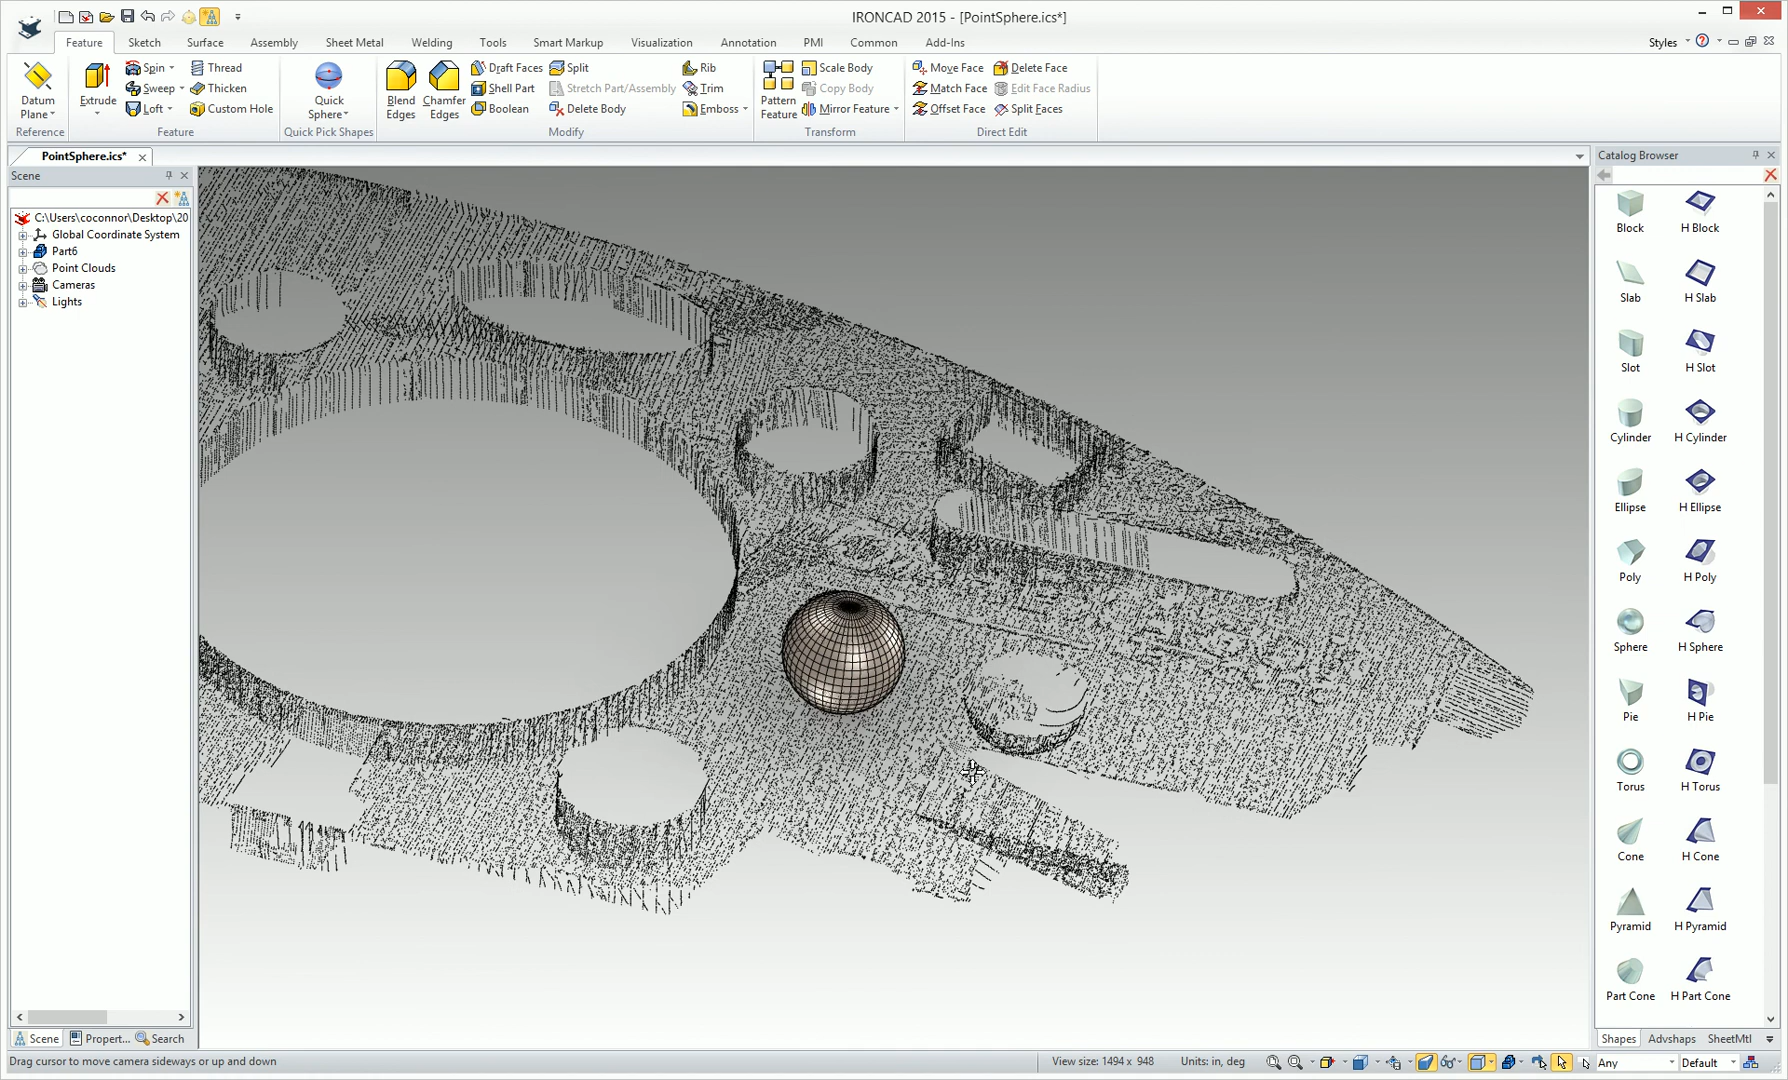 IRONCAD 2015 - [PointSphere.ics*]
Feature Sketch Surface Assembly Sheet Metal Welding Tools Smart Markup Visualization Annotation PMI Common Add-Ins Styles
Spin Thread Draft Faces Split Rib Scale Body Move Face Delete Face
Sweep Thicken Shell Part Stretch Part/Assembly Trim Copy Body Match Face Edit Face Radius
Datum Plane Extrude Loft Custom Hole Quick Sphere Blend Edges Chamfer Edges Boolean Delete Body Emboss Pattern Feature Mirror Feature Offset Face Split Faces
Reference Feature Quick Pick Shapes Modify Transform Direct Edit
PointSphere.ics*
Scene
C:\Users\coconnor\Desktop\20
Global Coordinate System
Part6
Point Clouds
Cameras
Lights
Catalog Browser
Block H Block
Slab H Slab
Slot H Slot
Cylinder H Cylinder
Ellipse H Ellipse
Poly H Poly
Sphere H Sphere
Pie H Pie
Torus H Torus
Cone H Cone
Pyramid H Pyramid
Part Cone H Part Cone
Scene Propert... Search
Shapes Advshaps SheetMtl
Drag cursor to move camera sideways or up and down
View size: 1494 x 948 Units: in, deg Any Default